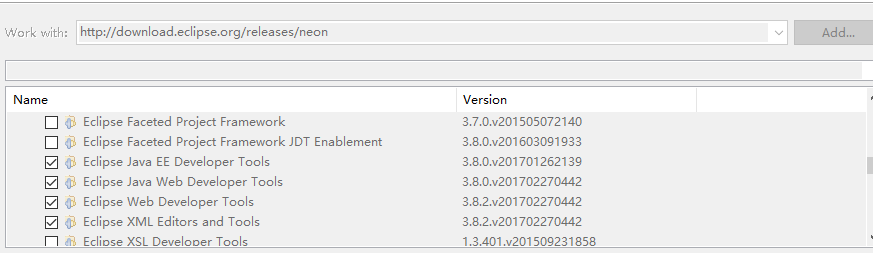 Work with: http://download.eclipse.org/releases/neon Add...
Name Version
Eclipse Faceted Project Framework 3.7.0.v201505072140
Eclipse Faceted Project Framework JDT Enablement 3.8.0.v201603091933
Eclipse Java EE Developer Tools 3.8.0.v201701262139
Eclipse Java Web Developer Tools 3.8.0.v201702270442
Eclipse Web Developer Tools 3.8.2.v201702270442
Eclipse XML Editors and Tools 3.8.2.v201702270442
Eclipse XSL Developer Tools 1.3.401.v201509231858